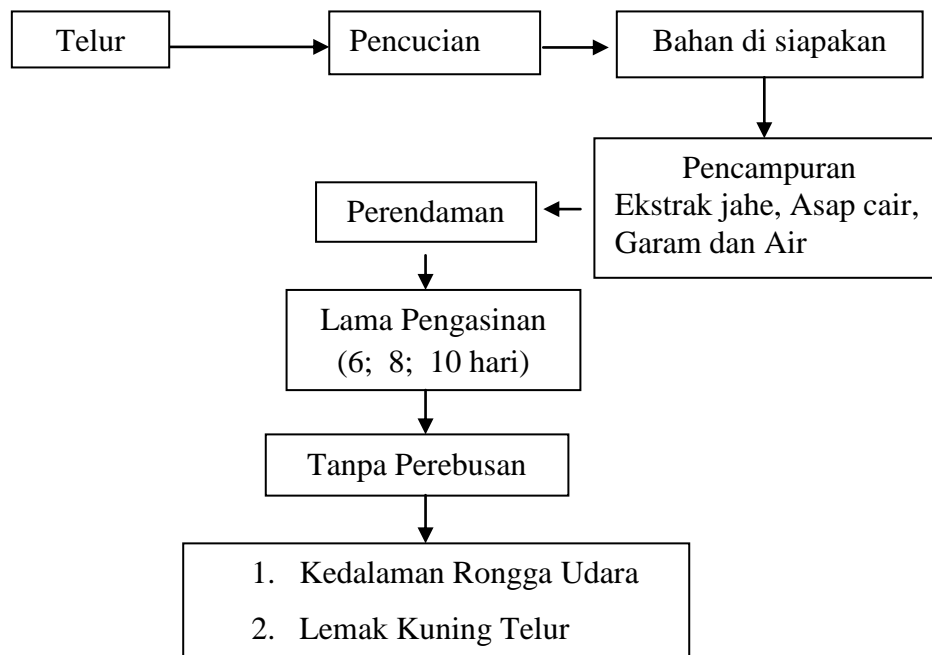 Telur
Pencucian
Bahan di siapakan
Pencampuran
Ekstrak jahe, Asap cair,
Garam dan Air
Perendaman
Lama Pengasinan
(6; 8; 10 hari)
Tanpa Perebusan
1. Kedalaman Rongga Udara
2. Lemak Kuning Telur